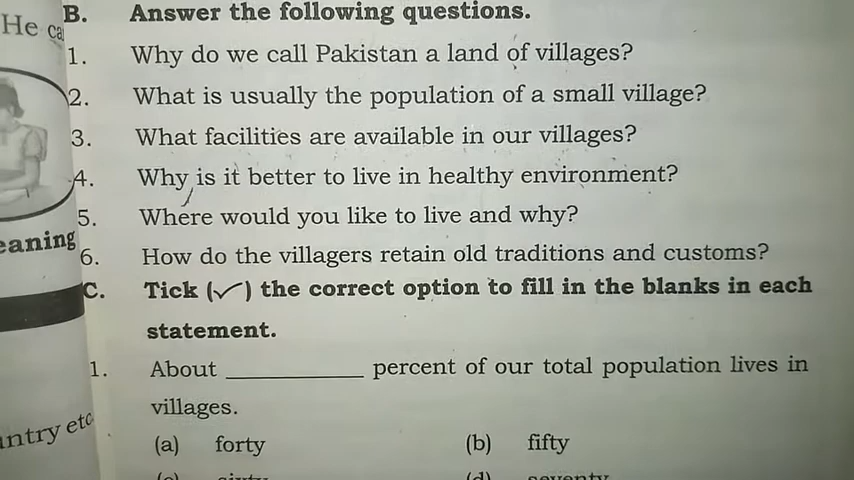 He ca
B. Answer the following questions.
1. Why do we call Pakistan a land of villages?
2. What is usually the population of a small village?
3. What facilities are available in our villages?
4. Why is it better to live in healthy environment?
5. Where would you like to live and why?
eaning
6. How do the villagers retain old traditions and customs?
C. Tick (✓) the correct option to fill in the blanks in each
statement.
1. About ____________ percent of our total population lives in
villages.
untry etc
(a) forty (b) fifty
(c) sixty (d) seventy